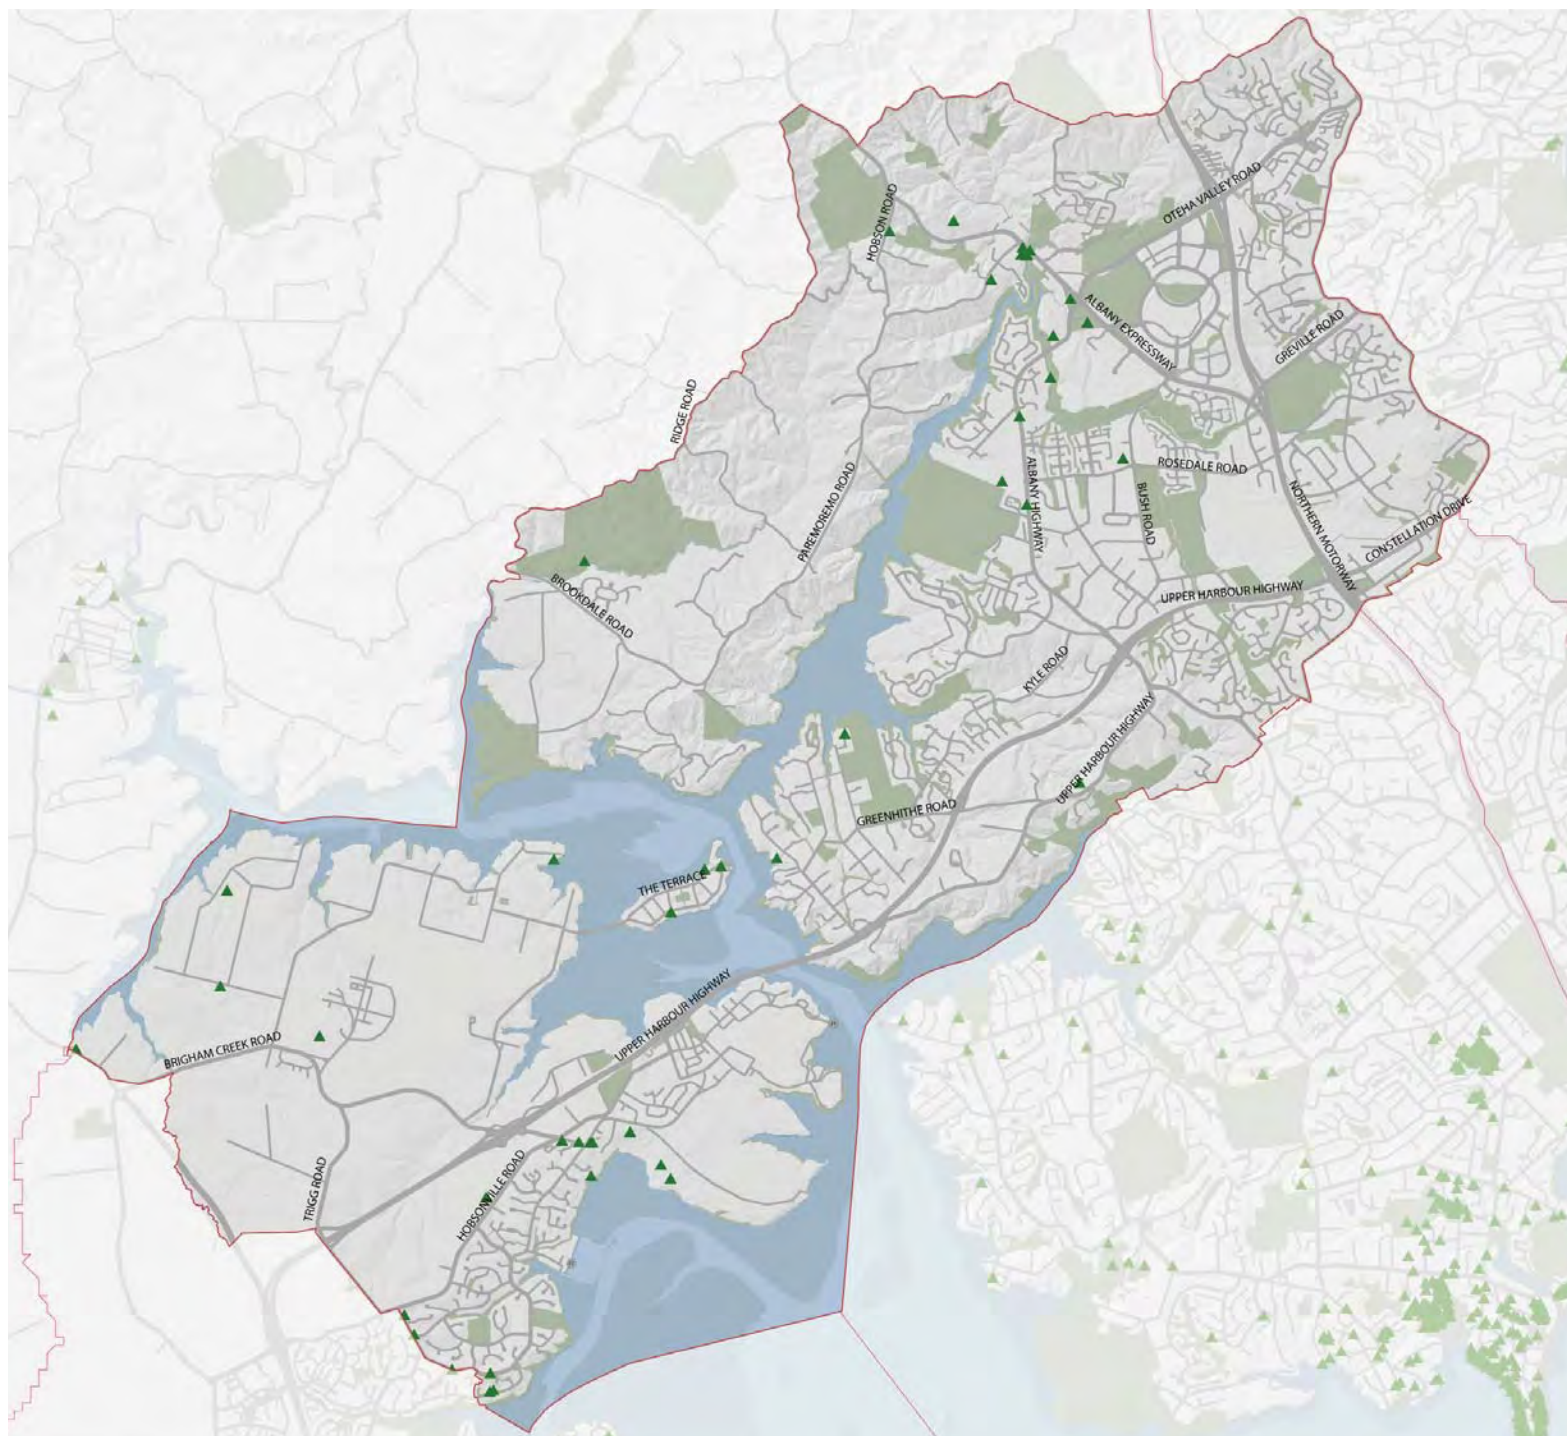 OTEHA VALLEY ROAD
HOBSON ROAD
ALBANY EXPRESSWAY
GREVILLE ROAD
RIDGE ROAD
ROSEDALE ROAD
ALBANY HIGHWAY
BUSH ROAD
PAREMOREMO ROAD
NORTHERN MOTORWAY
CONSTELLATION DRIVE
BROOKDALE ROAD
UPPER HARBOUR HIGHWAY
KYLE ROAD
UPPER HARBOUR HIGHWAY
GREENHITHE ROAD
THE TERRACE
UPPER HARBOUR HIGHWAY
BRIGHAM CREEK ROAD
TRIGG ROAD
HOBSONVILLE ROAD